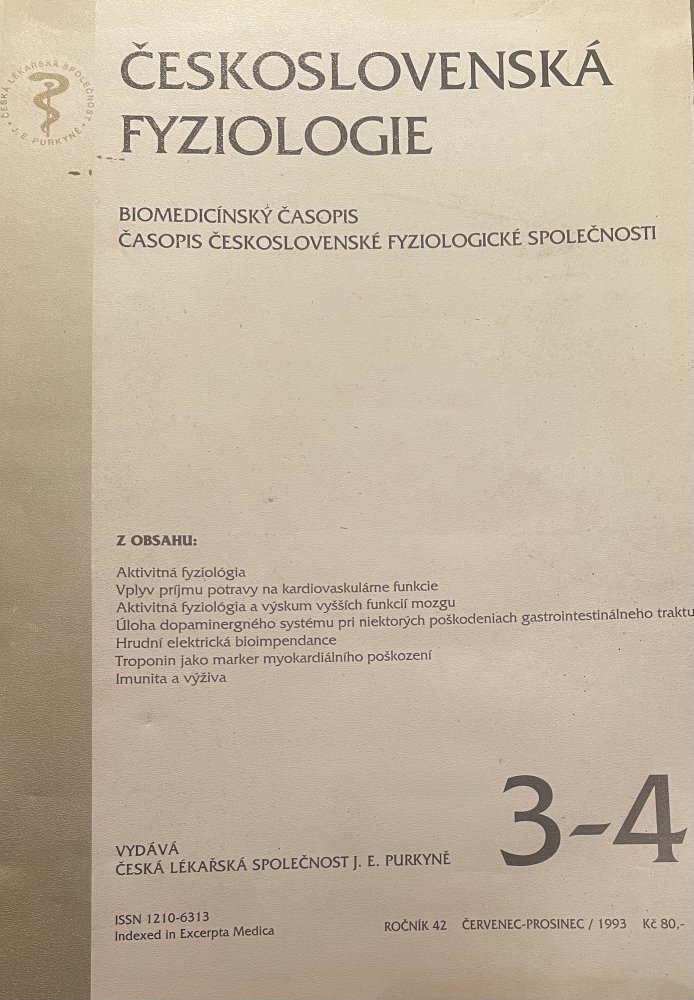 ČESKÁ LÉKAŘSKÁ SPOLEČNOST
J. E. PURKYNĚ
ČESKOSLOVENSKÁ
FYZIOLOGIE
BIOMEDICÍNSKÝ ČASOPIS
ČASOPIS ČESKOSLOVENSKÉ FYZIOLOGICKÉ SPOLEČNOSTI
Z OBSAHU:
Aktivitná fyziológia
Vplyv príjmu potravy na kardiovaskulárne funkcie
Aktivitná fyziológia a výskum vyšších funkcií mozgu
Úloha dopaminergného systému pri niektorých poškodeniach gastrointestinálneho traktu
Hrudní elektrická bioimpendance
Troponin jako marker myokardiálního poškození
Imunita a výživa
3-4
VYDÁVÁ
ČESKÁ LÉKAŘSKÁ SPOLEČNOST J. E. PURKYNĚ
ISSN 1210-6313
Indexed in Excerpta Medica
ROČNÍK 42 ČERVENEC-PROSINEC / 1993 Kč 80,-